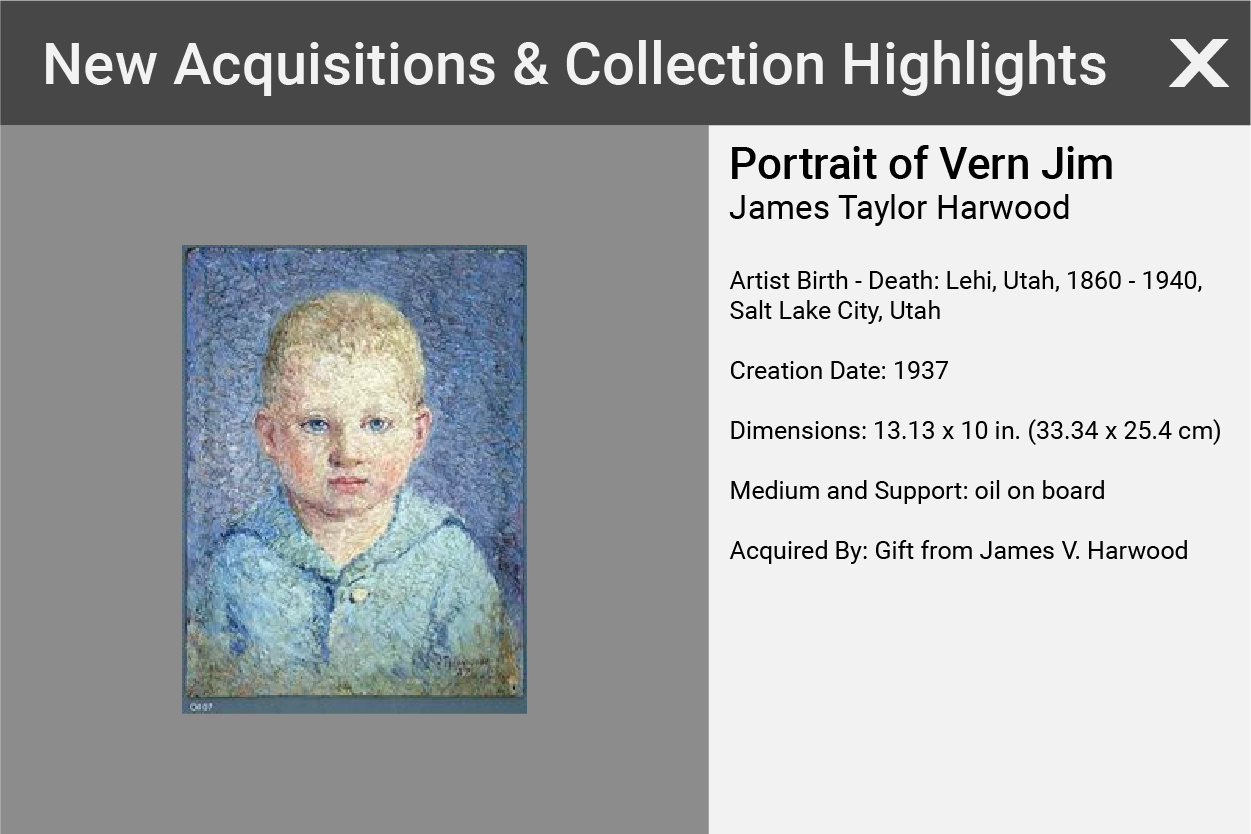 New Acquisitions & Collection Highlights X
Portrait of Vern Jim
James Taylor Harwood
Artist Birth - Death: Lehi, Utah, 1860 - 1940,
Salt Lake City, Utah
Creation Date: 1937
Dimensions: 13.13 x 10 in. (33.34 x 25.4 cm)
Medium and Support: oil on board
Acquired By: Gift from James V. Harwood